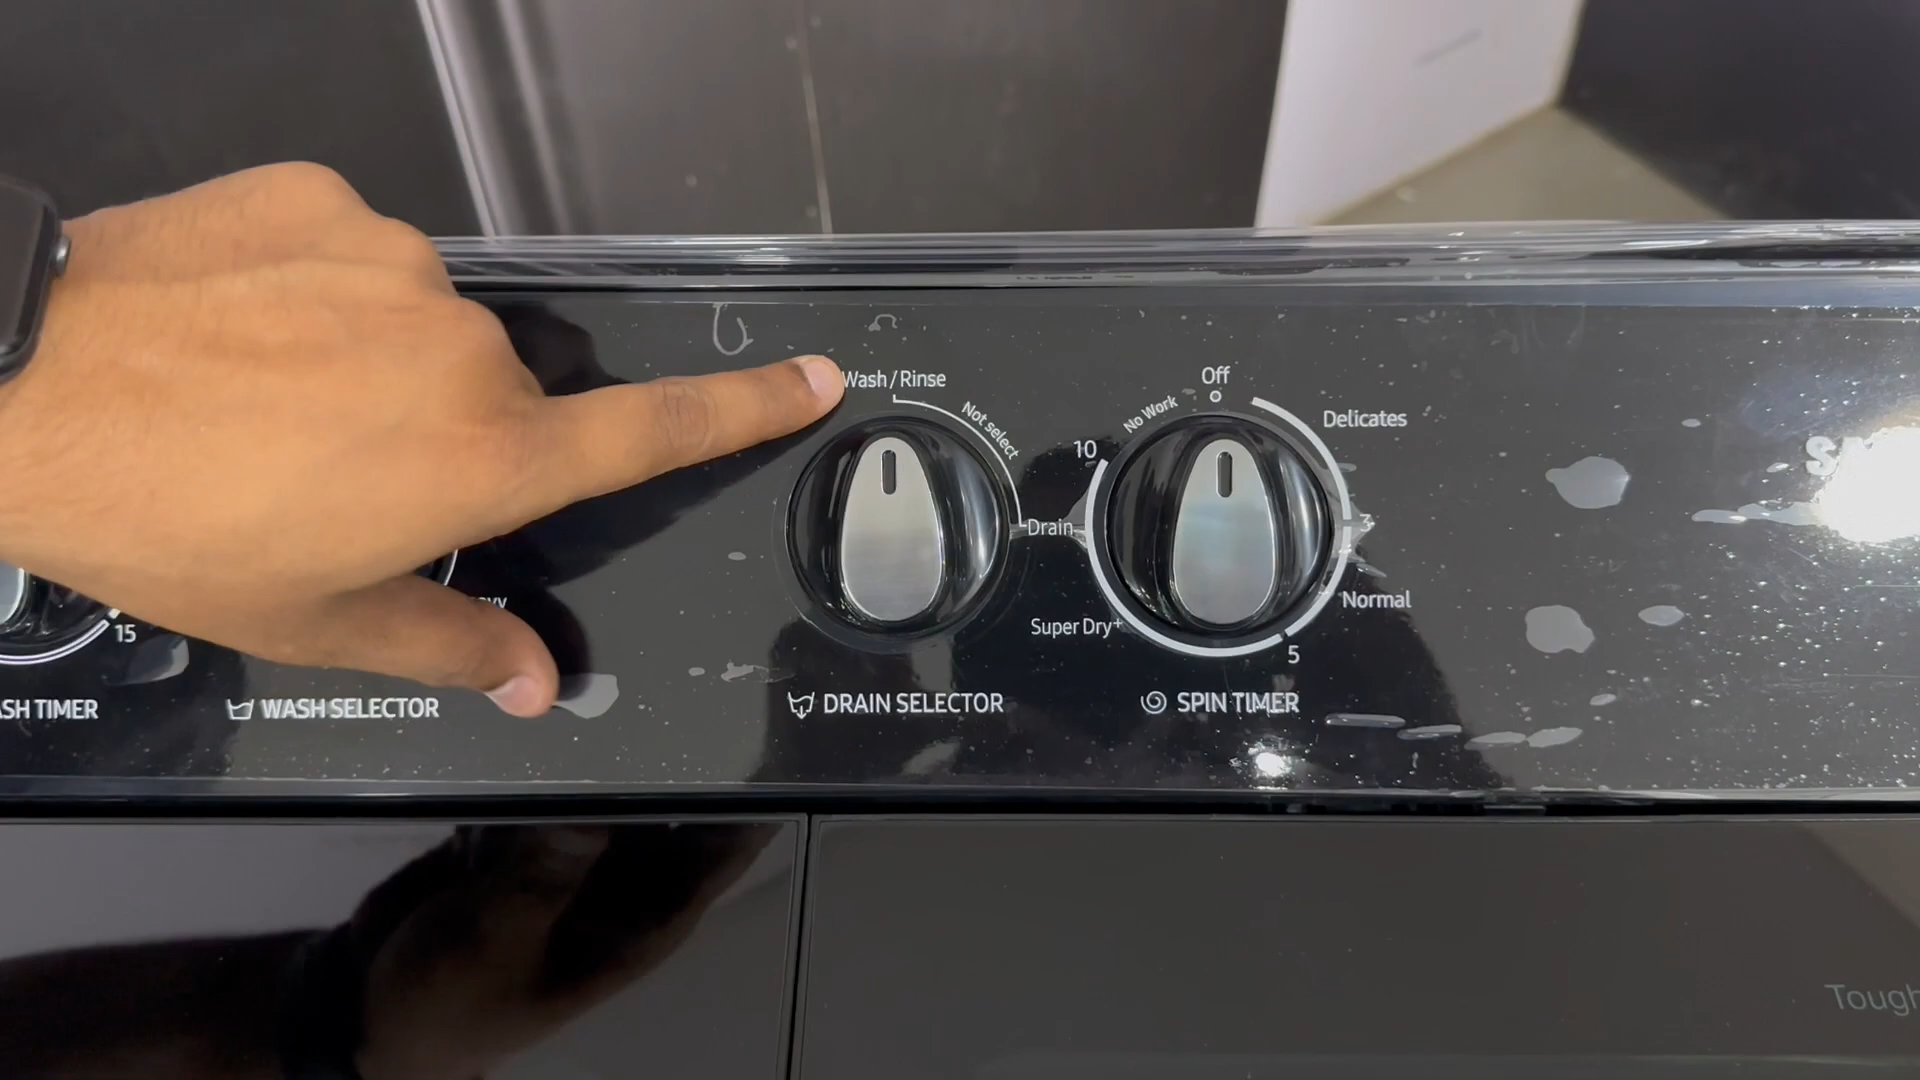 Wash / Rinse
Not select
Drain
Off
No Work
Delicates
10
3
Normal
Super Dry+
5
15
WASH SELECTOR
DRAIN SELECTOR
SPIN TIMER
TIMER
Tough